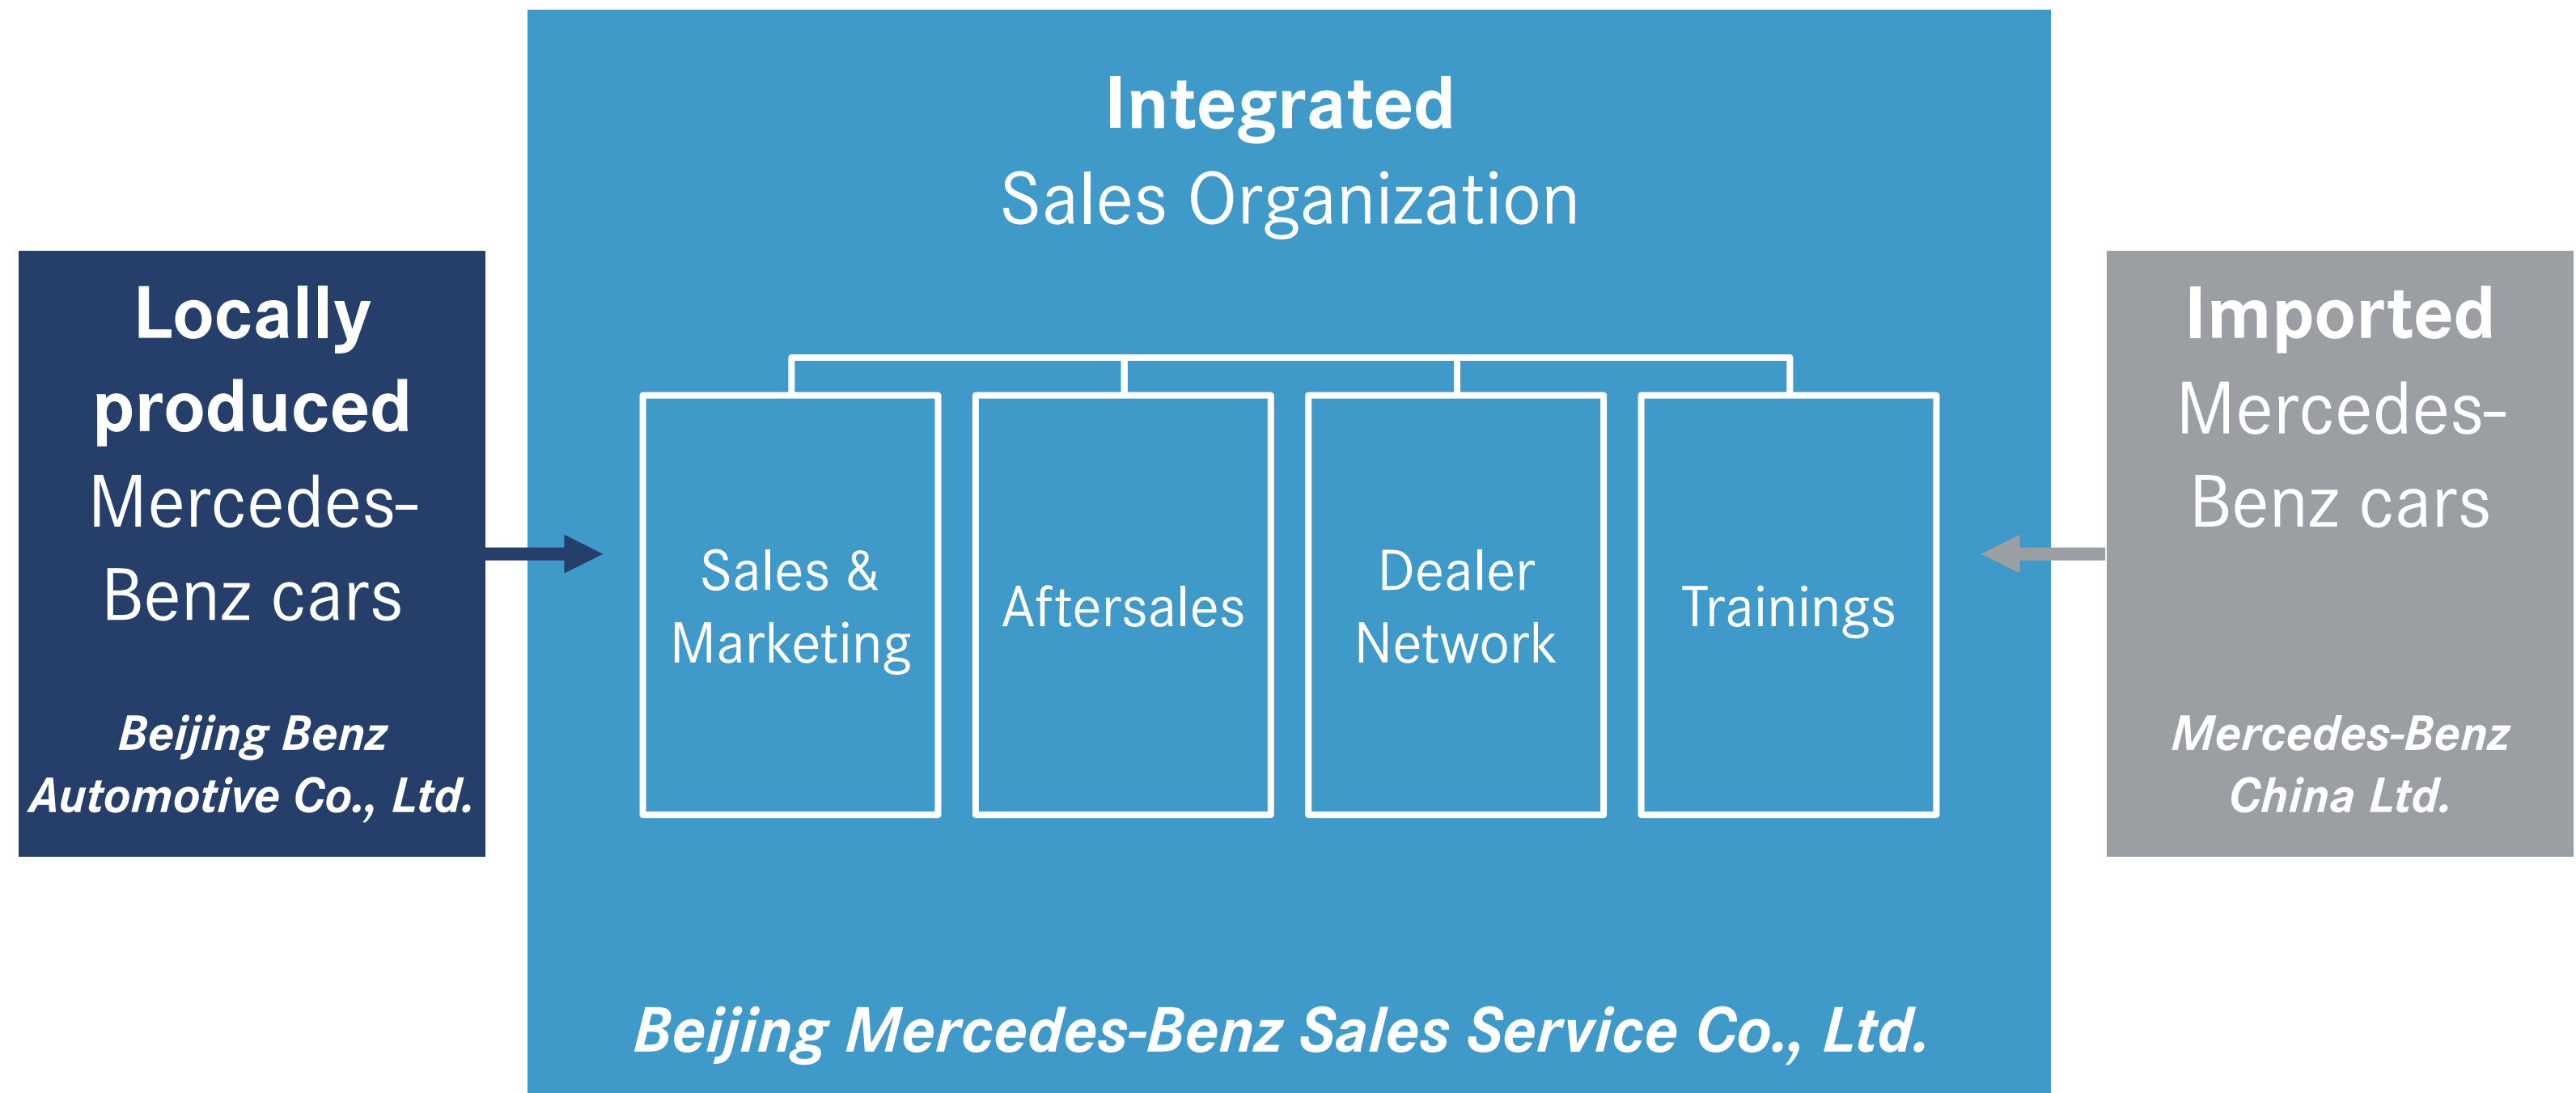 Integrated
Sales Organization
Locally
produced
Mercedes-
Benz cars
Beijing Benz
Automotive Co., Ltd.
Sales &
Marketing
Aftersales
Dealer
Network
Trainings
Imported
Mercedes-
Benz cars
Mercedes-Benz
China Ltd.
Beijing Mercedes-Benz Sales Service Co., Ltd.